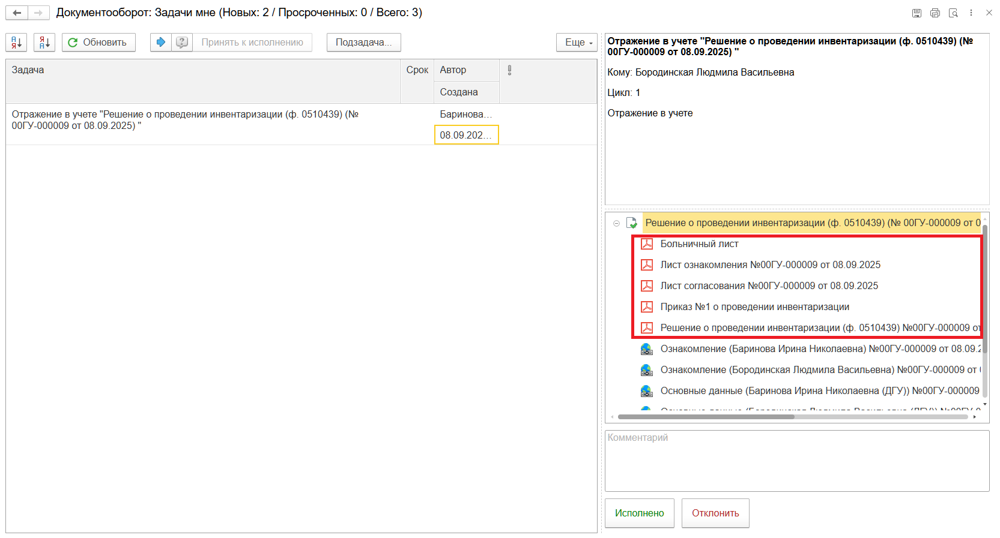 Документооборот: Задачи мне (Новых: 2 / Просроченных: 0 / Всего: 3)
Обновить
Принять к исполнению
Подзадача...
Еще
Задача
Срок
Автор
Создана
Отражение в учете "Решение о проведении инвентаризации (ф. 0510439) (№
00ГУ-000009 от 08.09.2025) "
Баринова...
08.09.202...
Отражение в учете "Решение о проведении инвентаризации (ф. 0510439) (№
00ГУ-000009 от 08.09.2025) "
Кому: Бородинская Людмила Васильевна
Цикл: 1
Отражение в учете
Решение о проведении инвентаризации (ф. 0510439) (№ 00ГУ-000009 от 0
Больничный лист
Лист ознакомления №00ГУ-000009 от 08.09.2025
Лист согласования №00ГУ-000009 от 08.09.2025
Приказ №1 о проведении инвентаризации
Решение о проведении инвентаризации (ф. 0510439) №00ГУ-000009 от
Ознакомление (Баринова Ирина Николаевна) №00ГУ-000009 от 08.09.2
Ознакомление (Бородинская Людмила Васильевна) №00ГУ-000009 от
Основные данные (Баринова Ирина Николаевна (ДГУ)) №00ГУ-000009
Комментарий
Исполнено
Отклонить